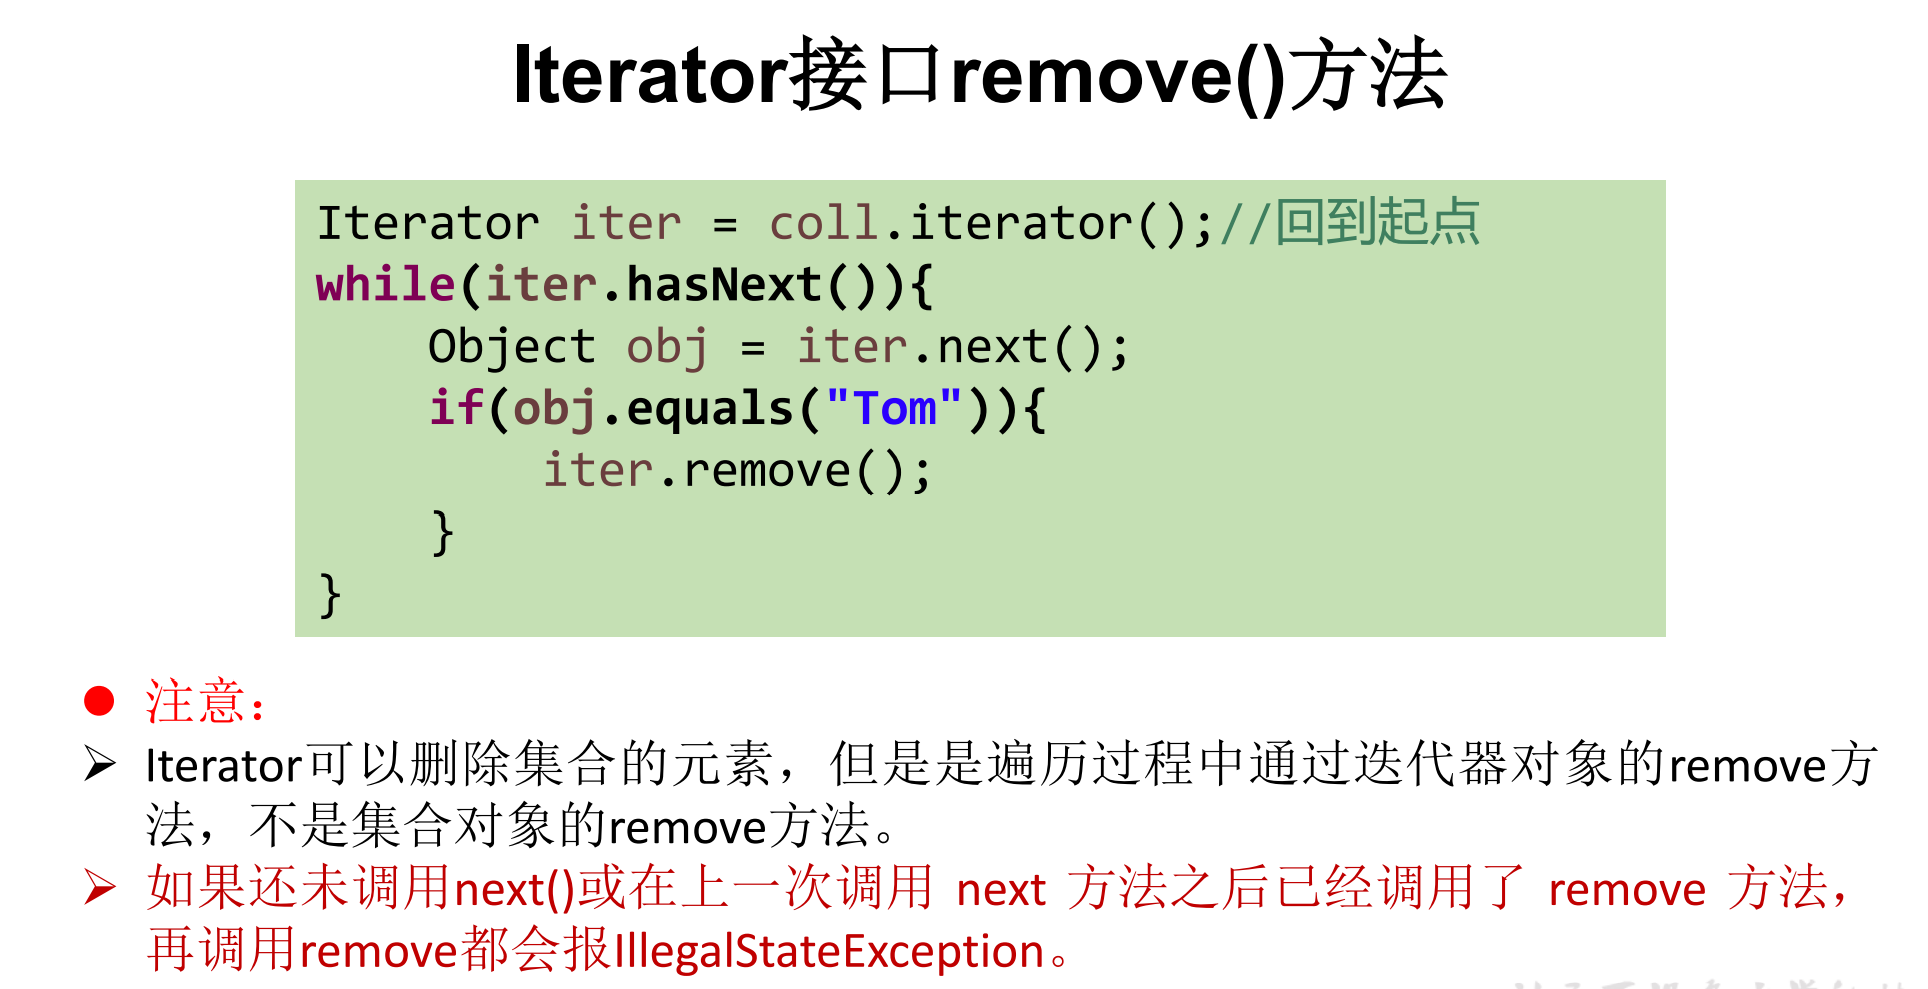 Iterator接口remove()方法
Iterator iter = coll.iterator();//回到起点
while(iter.hasNext()){
    Object obj = iter.next();
    if(obj.equals("Tom")){
        iter.remove();
    }
}
● 注意：
➢ Iterator可以删除集合的元素，但是是遍历过程中通过迭代器对象的remove方
法，不是集合对象的remove方法。
➢ 如果还未调用next()或在上一次调用 next 方法之后已经调用了 remove 方法，
再调用remove都会报IllegalStateException。